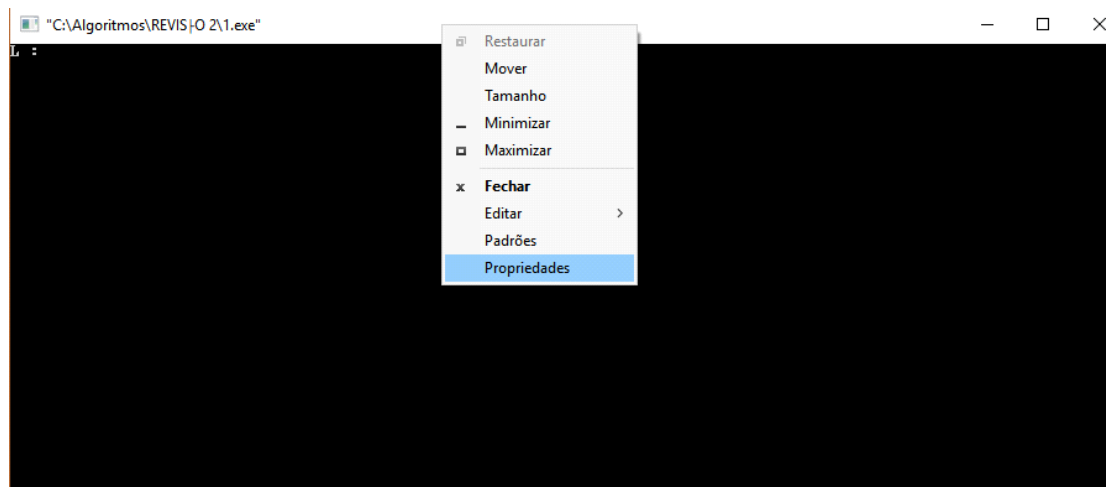 "C:\Algoritmos\REVIS├O 2\1.exe"
L :
Restaurar
Mover
Tamanho
Minimizar
Maximizar
Fechar
Editar
Padrões
Propriedades